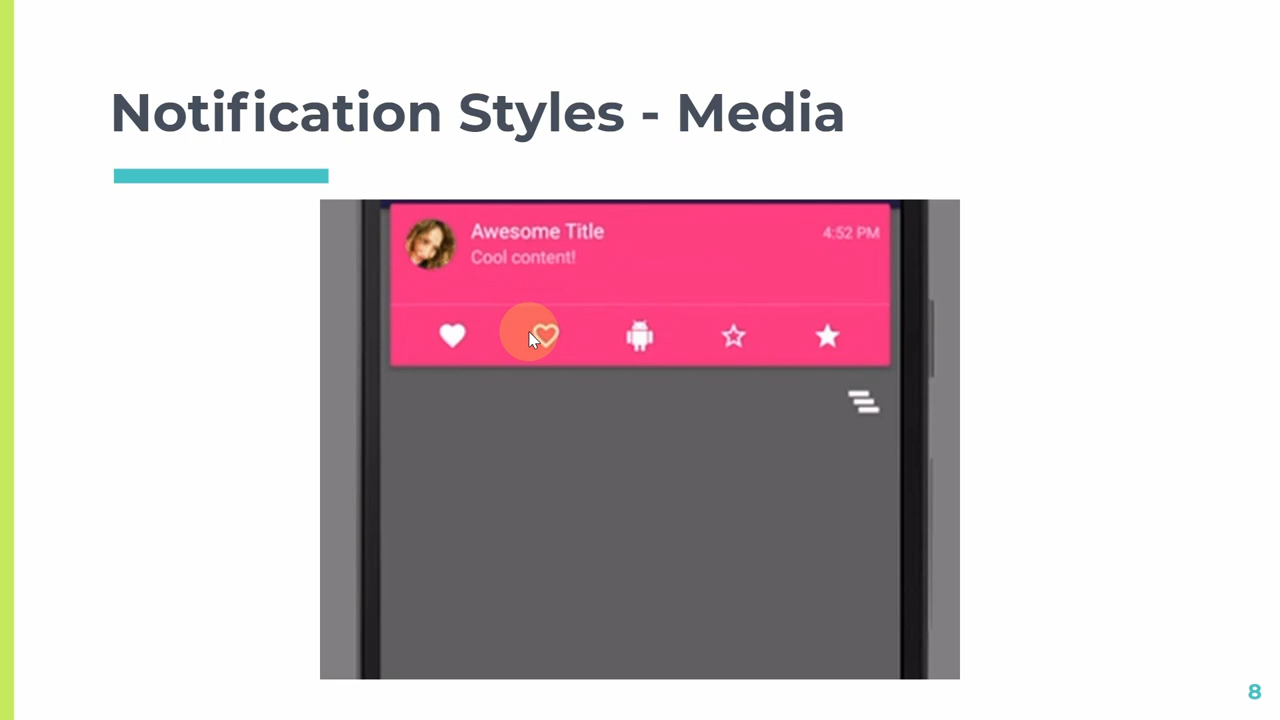 Notification Styles - Media
Awesome Title
4:52 PM
Cool content!
8